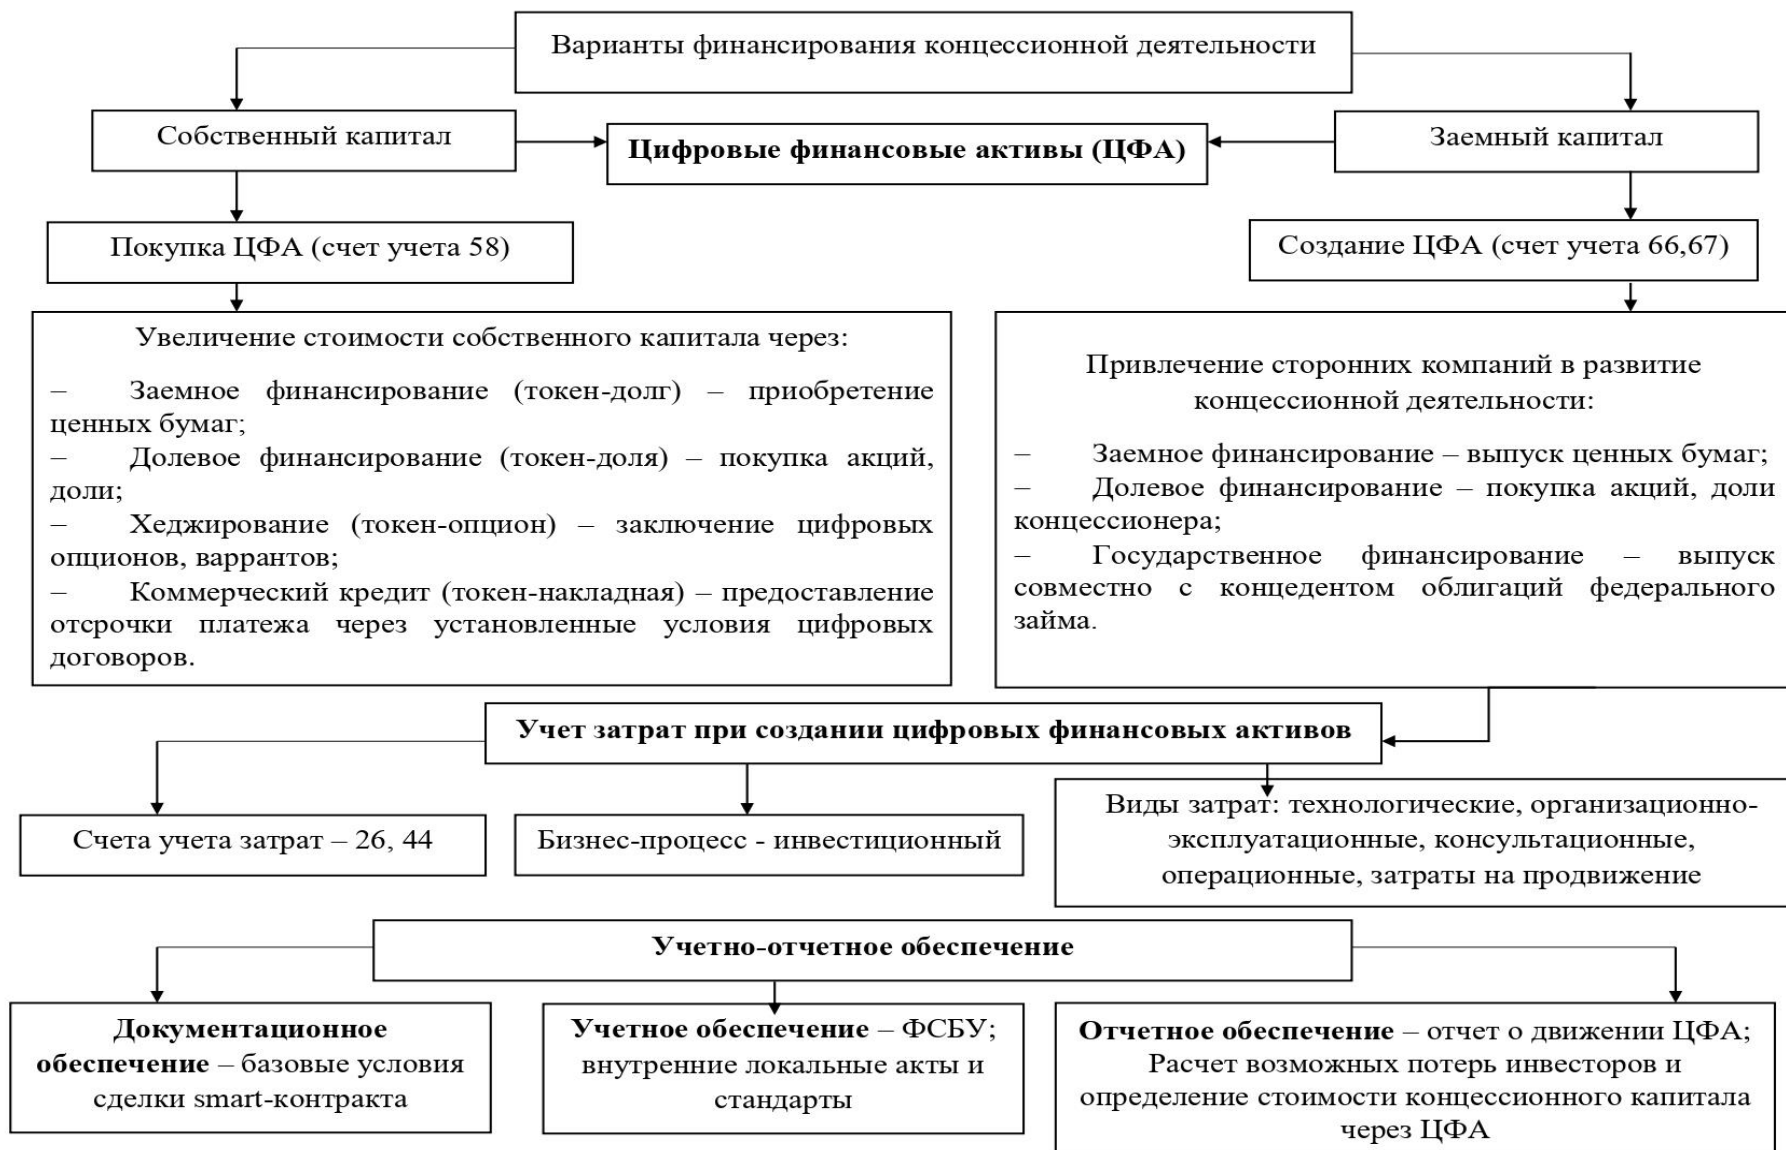 Варианты финансирования концессионной деятельности
Собственный капитал
Цифровые финансовые активы (ЦФА)
Заемный капитал
Покупка ЦФА (счет учета 58)
Создание ЦФА (счет учета 66,67)
Увеличение стоимости собственного капитала через:
– Заемное финансирование (токен-долг) – приобретение
ценных бумаг;
– Долевое финансирование (токен-доля) – покупка акций,
доли;
– Хеджирование (токен-опцион) – заключение цифровых
опционов, варрантов;
– Коммерческий кредит (токен-накладная) – предоставление
отсрочки платежа через установленные условия цифровых
договоров.
Привлечение сторонних компаний в развитие
концессионной деятельности:
– Заемное финансирование – выпуск ценных бумаг;
– Долевое финансирование – покупка акций, доли
концессионера;
– Государственное финансирование – выпуск
совместно с концедентом облигаций федерального
займа.
Учет затрат при создании цифровых финансовых активов
Счета учета затрат – 26, 44
Бизнес-процесс - инвестиционный
Виды затрат: технологические, организационно-
эксплуатационные, консультационные,
операционные, затраты на продвижение
Учетно-отчетное обеспечение
Документационное
обеспечение – базовые условия
сделки smart-контракта
Учетное обеспечение – ФСБУ;
внутренние локальные акты и
стандарты
Отчетное обеспечение – отчет о движении ЦФА;
Расчет возможных потерь инвесторов и
определение стоимости концессионного капитала
через ЦФА